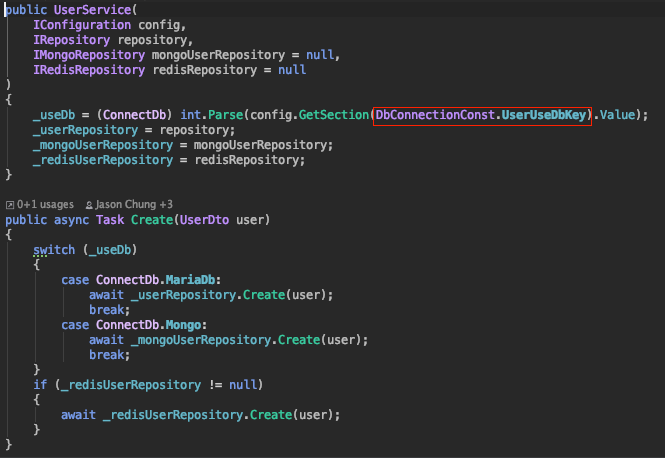 public UserService(
    IConfiguration config,
    IRepository repository,
    IMongoRepository mongoUserRepository = null,
    IRedisRepository redisRepository = null
)
{
    _useDb = (ConnectDb) int.Parse(config.GetSection(DbConnectionConst.UserUseDbKey).Value);
    _userRepository = repository;
    _mongoUserRepository = mongoUserRepository;
    _redisUserRepository = redisRepository;
}
0+1 usages Jason Chung +3
public async Task Create(UserDto user)
{
    switch (_useDb)
    {
        case ConnectDb.MariaDb:
            await _userRepository.Create(user);
            break;
        case ConnectDb.Mongo:
            await _mongoUserRepository.Create(user);
            break;
    }
    if (_redisUserRepository != null)
    {
        await _redisUserRepository.Create(user);
    }
}